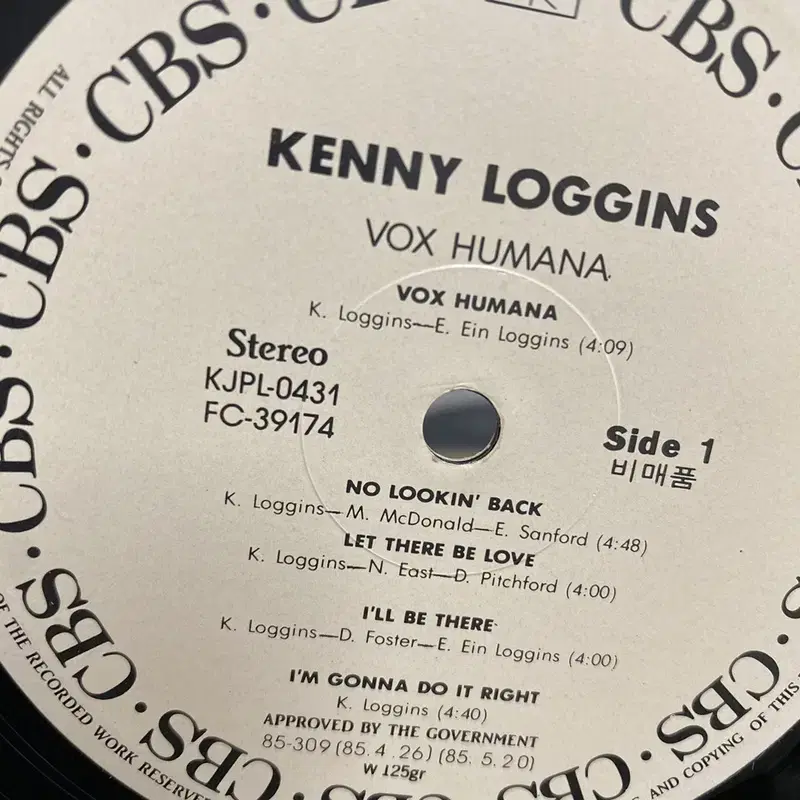 CBS · CBS · CBS · CBS · CBS · CBS
ALL RIGHTS
KENNY LOGGINS
VOX HUMANA
VOX HUMANA
K. Loggins—E. Ein Loggins (4:09)
Stereo
KJPL-0431
FC-39174
Side 1
비매품
NO LOOKIN' BACK
K. Loggins—M. McDonald—E. Sanford (4:48)
LET THERE BE LOVE
K. Loggins—N. East—D. Pitchford (4:00)
I'LL BE THERE
K. Loggins—D. Foster—E. Ein Loggins (4:00)
I'M GONNA DO IT RIGHT
K. Loggins (4:40)
APPROVED BY THE GOVERNMENT
85-309 (85. 4. 26) (85. 5. 20)
W 125gr
OF THE RECORDED WORK RESERVED
AND COPYING OF THIS